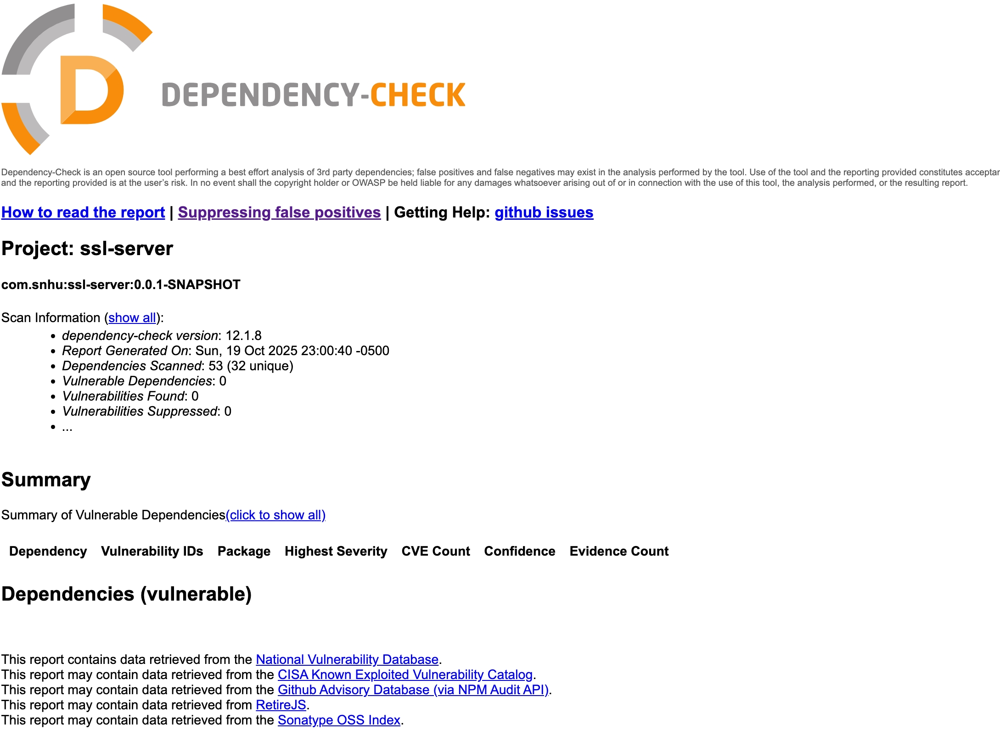 DEPENDENCY-CHECK
Dependency-Check is an open source tool performing a best effort analysis of 3rd party dependencies; false positives and false negatives may exist in the analysis performed by the tool. Use of the tool and the reporting provided constitutes
and the reporting provided is at the user’s risk. In no event shall the copyright holder or OWASP be held liable for any damages whatsoever arising out of or in connection with the use of this tool, the analysis performed, or the resulting report.
How to read the report | Suppressing false positives | Getting Help: github issues
Project: ssl-server
com.snhu:ssl-server:0.0.1-SNAPSHOT
Scan Information (show all):
• dependency-check version: 12.1.8
• Report Generated On: Sun, 19 Oct 2025 23:00:40 -0500
• Dependencies Scanned: 53 (32 unique)
• Vulnerable Dependencies: 0
• Vulnerabilities Found: 0
• Vulnerabilities Suppressed: 0
• ...
Summary
Summary of Vulnerable Dependencies(click to show all)
Dependency Vulnerability IDs Package Highest Severity CVE Count Confidence Evidence Count
Dependencies (vulnerable)
This report contains data retrieved from the National Vulnerability Database.
This report may contain data retrieved from the CISA Known Exploited Vulnerability Catalog.
This report may contain data retrieved from the Github Advisory Database (via NPM Audit API).
This report may contain data retrieved from RetireJS.
This report may contain data retrieved from the Sonatype OSS Index.